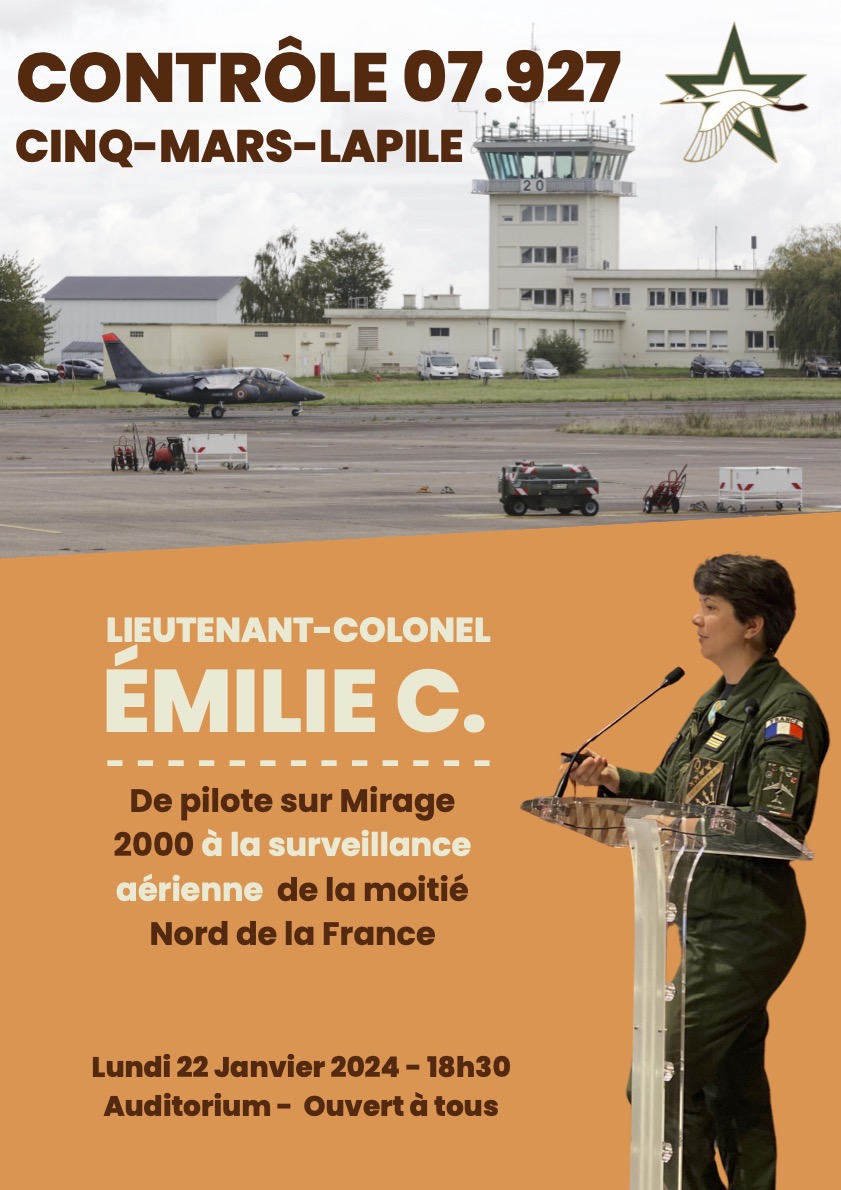 CONTRÔLE 07.927
CINQ-MARS-LAPILE
20
LIEUTENANT-COLONEL
ÉMILIE C.
De pilote sur Mirage
2000 à la surveillance
aérienne de la moitié
Nord de la France
FRANCE
Lundi 22 Janvier 2024 - 18h30
Auditorium - Ouvert à tous